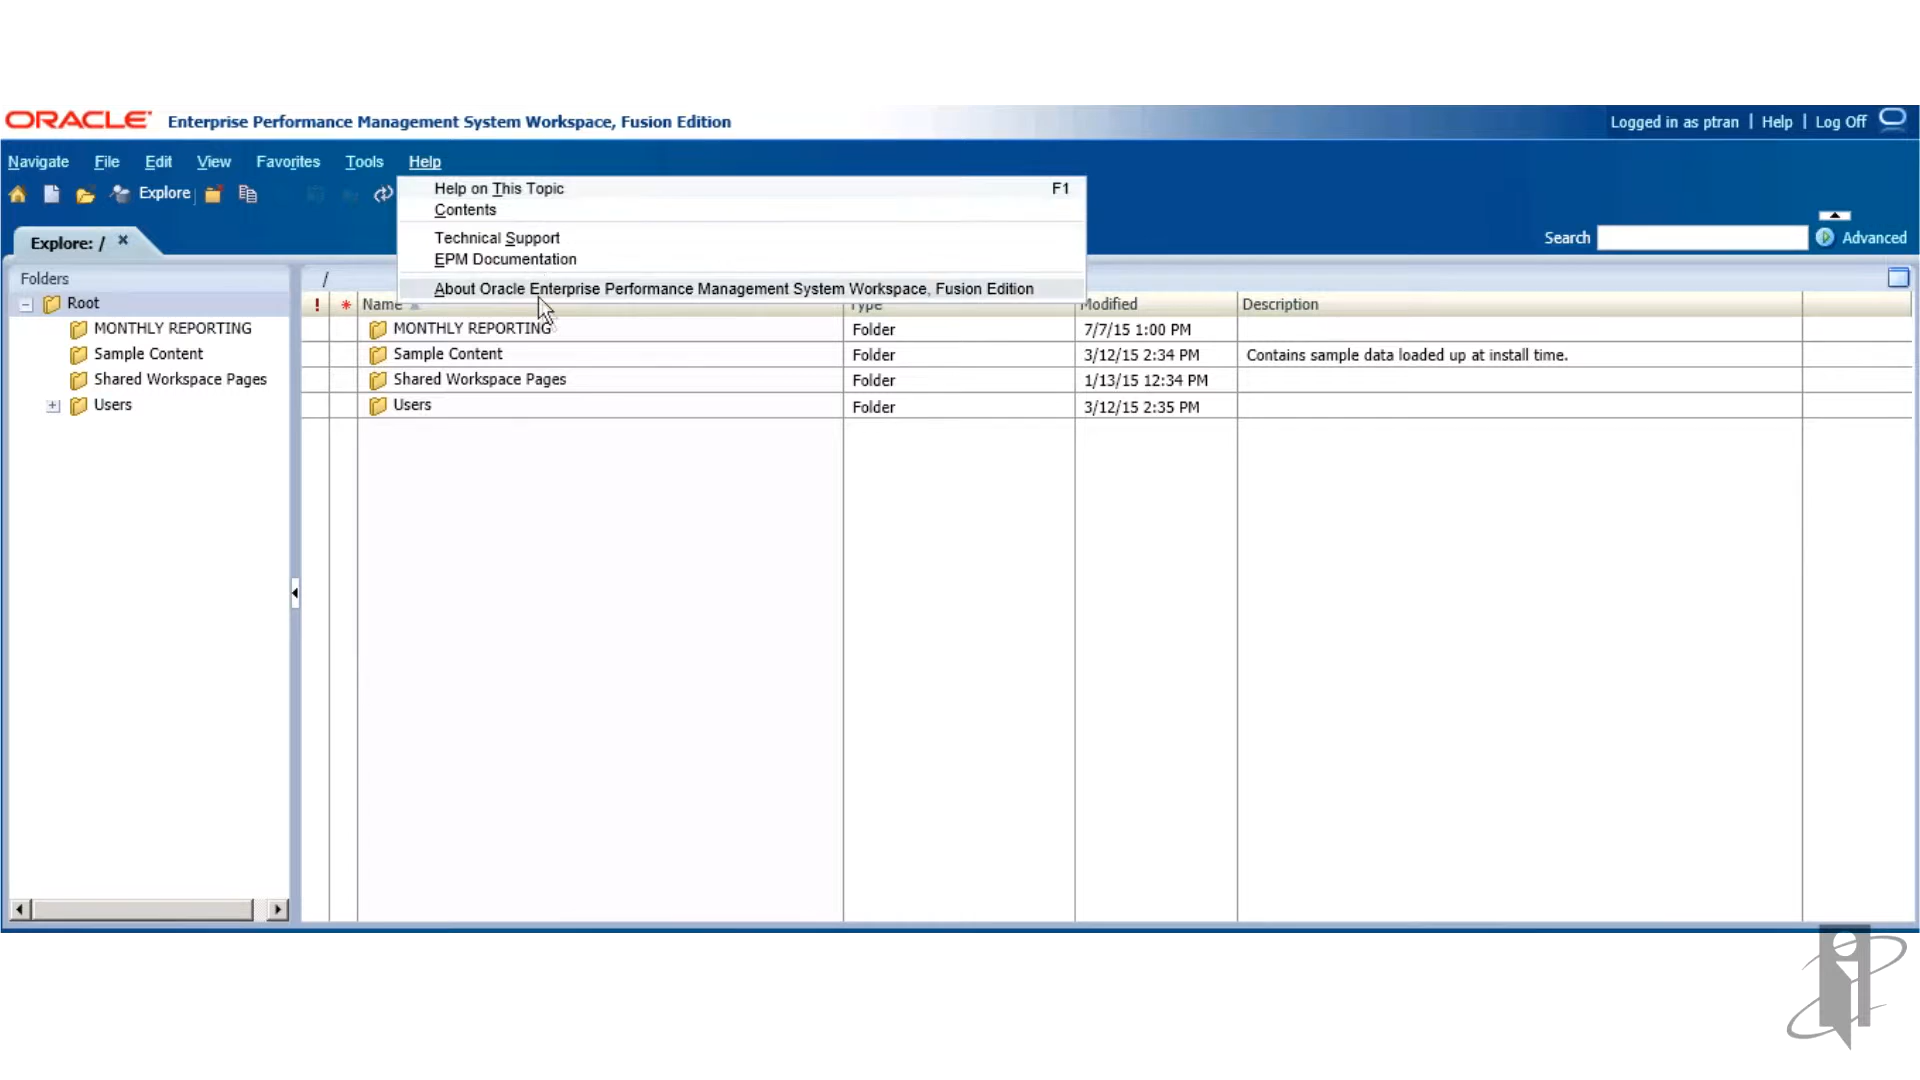 ORACLE Enterprise Performance Management System Workspace, Fusion Edition
Logged in as ptran | Help | Log Off
Navigate File Edit View Favorites Tools Help
Explore
Help on This Topic F1
Contents
Technical Support
EPM Documentation
About Oracle Enterprise Performance Management System Workspace, Fusion Edition
Explore: /
Search Advanced
Folders
Root
MONTHLY REPORTING
Sample Content
Shared Workspace Pages
Users
/
! * Name Type Modified Description
MONTHLY REPORTING Folder 7/7/15 1:00 PM
Sample Content Folder 3/12/15 2:34 PM Contains sample data loaded up at install time.
Shared Workspace Pages Folder 1/13/15 12:34 PM
Users Folder 3/12/15 2:35 PM